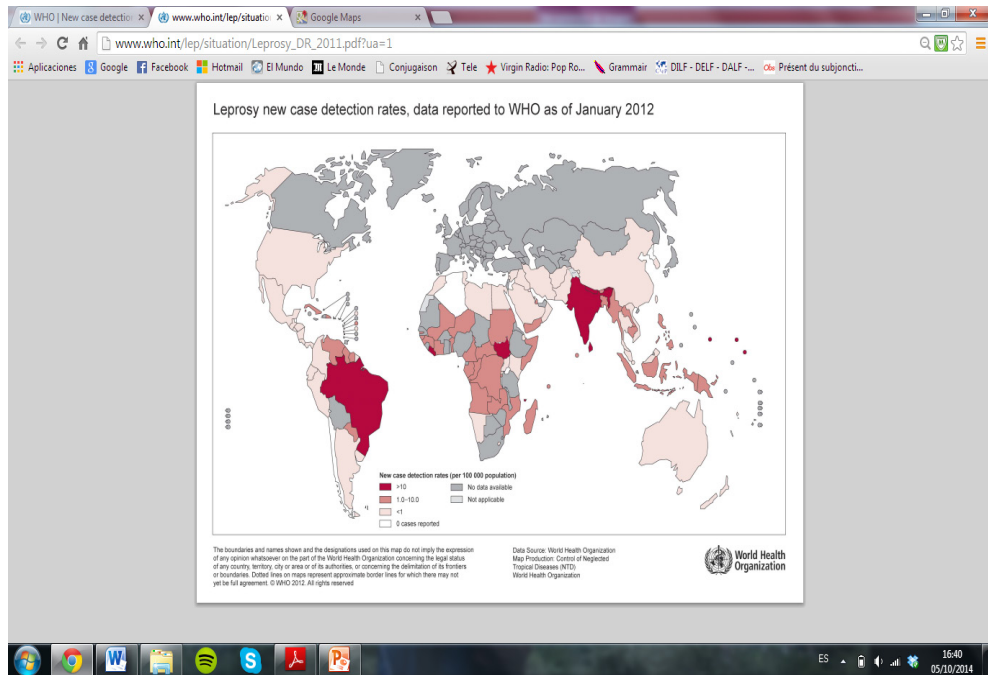 WHO | New case detectio
www.who.int/lep/situatio
Google Maps
www.who.int/lep/situation/Leprosy_DR_2011.pdf?ua=1
Aplicaciones Google Facebook Hotmail El Mundo Le Monde Conjugaison Tele Virgin Radio: Pop Ro... Grammair DILF - DELF - DALF -... Obs Présent du subjoncti...
Leprosy new case detection rates, data reported to WHO as of January 2012
New case detection rates (per 100 000 population)
>10
1.0-10.0
<1
0 cases reported
No data available
Not applicable
The boundaries and names shown and the designations used on this map do not imply the expression
of any opinion whatsoever on the part of the World Health Organization concerning the legal status
of any country, territory, city or area or of its authorities, or concerning the delimitation of its frontiers
or boundaries. Dotted lines on maps represent approximate border lines for which there may not
yet be full agreement. © WHO 2012. All rights reserved
Data Source: World Health Organization
Map Production: Control of Neglected
Tropical Diseases (NTD)
World Health Organization
World Health
Organization
ES
16:40
05/10/2014